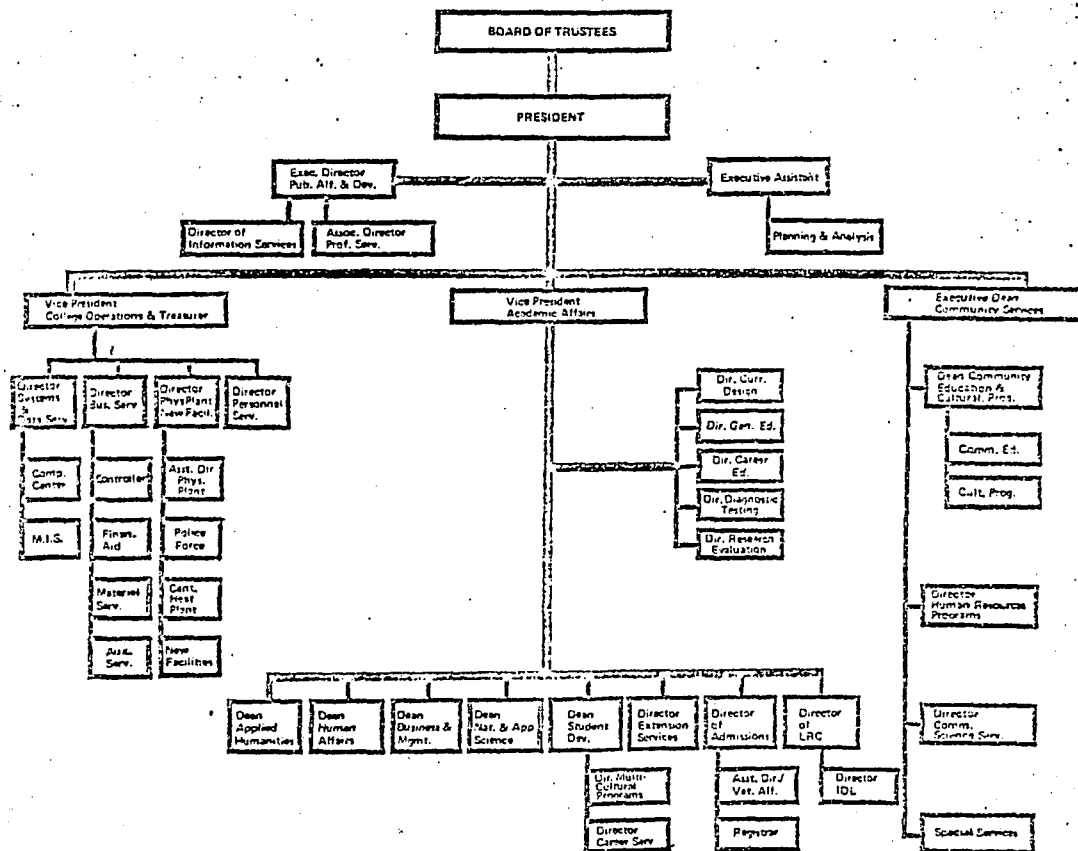 BOARD OF TRUSTEES
PRESIDENT
Exec. Director
Pub. Aff. & Dev.
Executive Assistant
Director of
Information Services
Assoc. Director
Prof. Serv.
Planning & Analysis
Vice President
College Operations & Treasurer
Vice President
Academic Affairs
Executive Dean
Community Services
Director
Systems
&
Data Serv.
Director
Bus. Serv.
Director
Phys Plant
New Facil.
Director
Personnel
Serv.
Comp.
Center
Controller
Asst. Dir.
Phys.
Plant
M.I.S.
Finan.
Aid
Police
Force
Materiel
Serv.
Cent.
Heat
Plant
Aux.
Serv.
New
Facilities
Dir. Curr.
Design
Dir. Gen. Ed.
Dir. Career
Ed.
Dir. Diagnostic
Testing
Dir. Research
Evaluation
Dean Community
Education &
Cultural. Prog.
Comm. Ed.
Cult. Prog.
Director
Human Resources
Programs
Director
Comm.
Science Serv.
Special Services
Dean
Applied
Humanities
Dean
Human
Affairs
Dean
Business &
Mgmt.
Dean
Nat. & App
Science
Dean
Student
Dev.
Director
Extension
Services
Director
of
Admissions
Director
of
LRC
Dir. Multi-
Cultural
Programs
Asst. Dir./
Vet. Aff.
Director
IDL
Director
Career Serv
Registrar